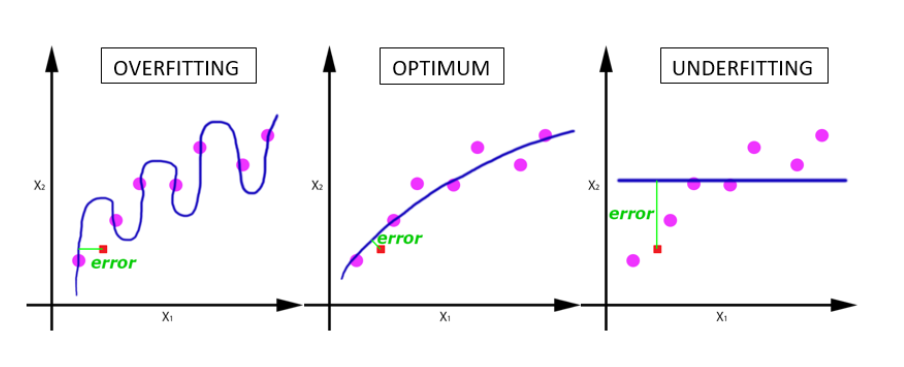 OVERFITTING
X₂
error
X₁
OPTIMUM
X₂
error
X₁
UNDERFITTING
X₂
error
X₁